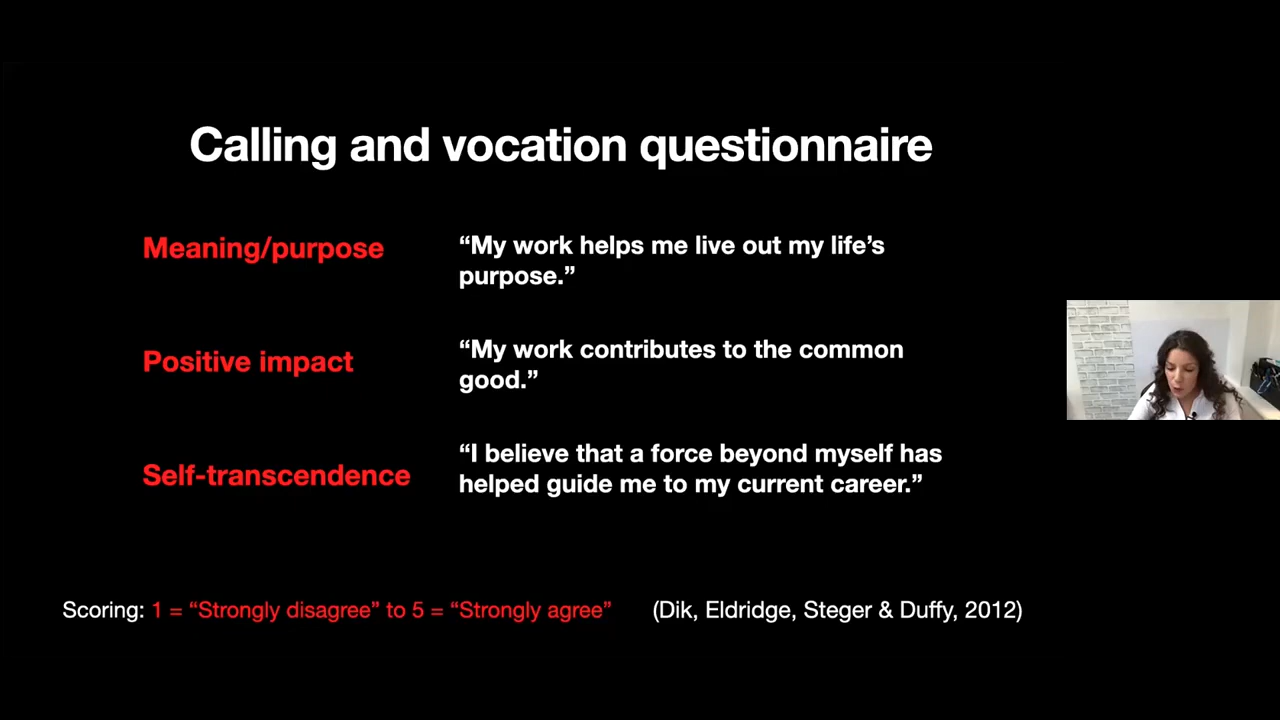 Calling and vocation questionnaire
Meaning/purpose
“My work helps me live out my life’s
purpose.”
Positive impact
“My work contributes to the common
good.”
Self-transcendence
“I believe that a force beyond myself has
helped guide me to my current career.”
Scoring: 1 = “Strongly disagree” to 5 = “Strongly agree” (Dik, Eldridge, Steger & Duffy, 2012)